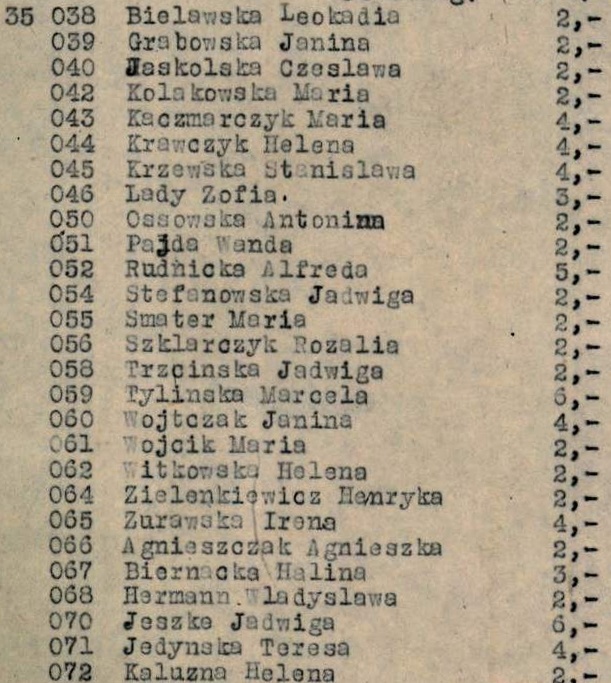 35 038 Bielawska Leokadia 2,-
039 Grabowska Janina 2,-
040 Jaskolska Czeslawa 2,-
042 Kolakowska Maria 2,-
043 Kaczmarczyk Maria 4,-
044 Krawczyk Helena 4,-
045 Krzewska Stanislawa 4,-
046 Lady Zofia. 3,-
050 Ossowska Antonina 2,-
051 Pajda Wanda 2,-
052 Rudnicka Alfreda 5,-
054 Stefanowska Jadwiga 2,-
055 Smater Maria 2,-
056 Szklarczyk Rozalia 2,-
058 Trzcinska Jadwiga 2,-
059 Tylinska Marcela 6,-
060 Wojtczak Janina 4,-
061 Wojcik Maria 2,-
062 Witkowska Helena 2,-
064 Zielenkiewicz Henryka 2,-
065 Zurawska Irena 4,-
066 Agnieszczak Agnieszka 2,-
067 Biernacka Halina 3,-
068 Hermann Wladyslawa 2,-
070 Jeszke Jadwiga 6,-
071 Jedynska Teresa 4,-
072 Kaluzna Helena 2,-